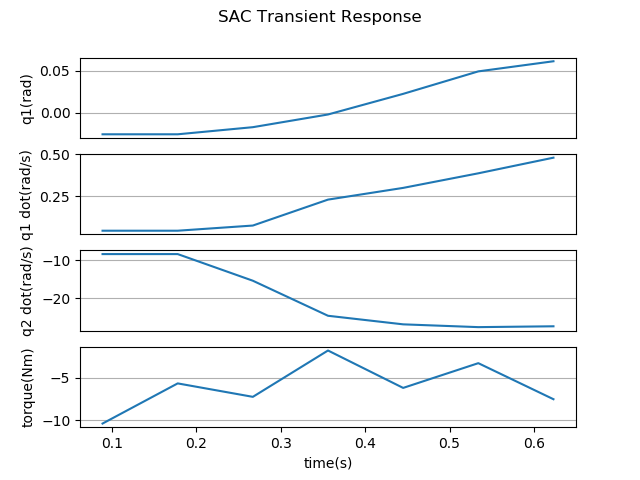 SAC Transient Response
q1(rad)
0.05
0.00
q1 dot(rad/s)
0.50
0.25
q2 dot(rad/s)
−10
−20
torque(Nm)
−5
−10
0.1 0.2 0.3 0.4 0.5 0.6
time(s)